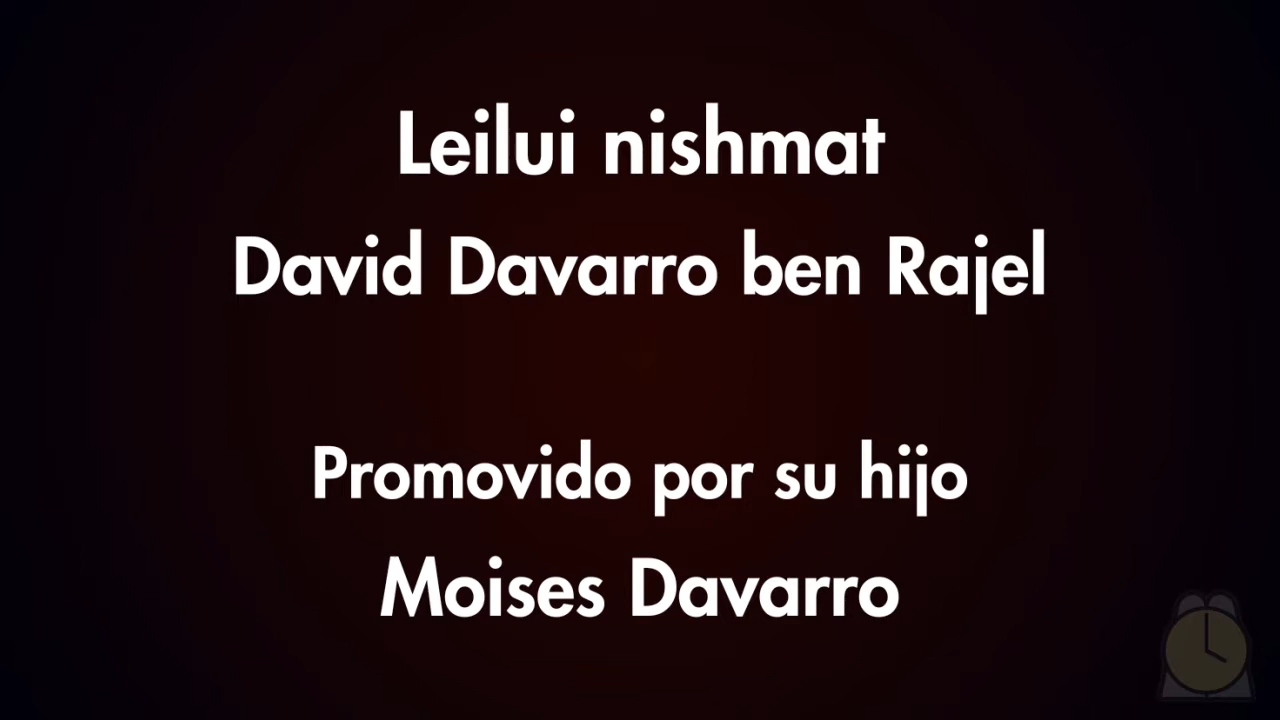 Leilui nishmat
David Davarro ben Rajel
Promovido por su hijo
Moises Davarro